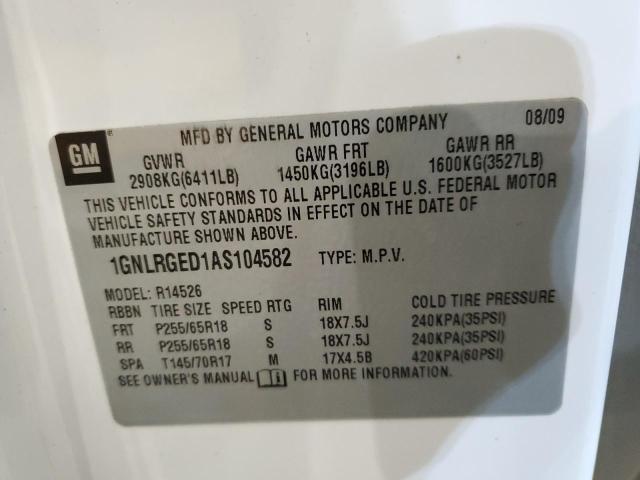 MFD BY GENERAL MOTORS COMPANY 08/09
GM ®
GVWR GAWR FRT GAWR RR
2908KG(6411LB) 1450KG(3196LB) 1600KG(3527LB)
THIS VEHICLE CONFORMS TO ALL APPLICABLE U.S. FEDERAL MOTOR
VEHICLE SAFETY STANDARDS IN EFFECT ON THE DATE OF
MANUFACTURE SHOWN ABOVE.
1GNLRGED1AS104582 TYPE: M.P.V.
MODEL: R14526
RBBN TIRE SIZE SPEED RTG RIM COLD TIRE PRESSURE
FRT P255/65R18 S 18X7.5J 240KPA(35PSI)
RR P255/65R18 S 18X7.5J 240KPA(35PSI)
SPA T145/70R17 M 17X4.5B 420KPA(60PSI)
SEE OWNER'S MANUAL FOR MORE INFORMATION.